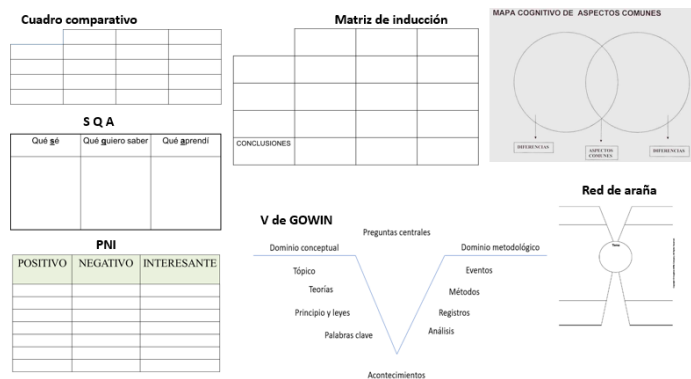 Cuadro comparativo
Matriz de inducción
CONCLUSIONES
MAPA COGNITIVO DE ASPECTOS COMUNES
DIFERENCIAS
ASPECTOS
COMUNES
DIFERENCIAS
S Q A
Qué sé
Qué quiero saber
Qué aprendí
PNI
POSITIVO
NEGATIVO
INTERESANTE
V de GOWIN
Preguntas centrales
Dominio conceptual
Dominio metodológico
Tópico
Eventos
Teorías
Métodos
Principio y leyes
Registros
Palabras clave
Análisis
Acontecimientos
Red de araña
Tema